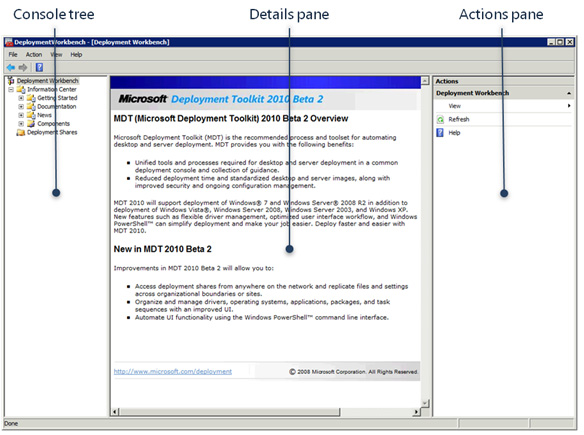 Console tree
Details pane
Actions pane
DeploymentWorkbench - [Deployment Workbench]
File Action View Help
Deployment Workbench
Information Center
Getting Started
Documentation
News
Components
Deployment Shares
Microsoft Deployment Toolkit 2010 Beta 2
MDT (Microsoft Deployment Toolkit) 2010 Beta 2 Overview
Microsoft Deployment Toolkit (MDT) is the recommended process and toolset for automating
desktop and server deployment. MDT provides you with the following benefits:
Unified tools and processes required for desktop and server deployment in a common
deployment console and collection of guidance.
Reduced deployment time and standardized desktop and server images, along with
improved security and ongoing configuration management.
MDT 2010 will support deployment of Windows® 7 and Windows Server® 2008 R2 in addition to
deployment of Windows Vista®, Windows Server 2008, Windows Server 2003, and Windows XP.
New features such as flexible driver management, optimized user interface workflow, and Windows
PowerShell™ can simplify deployment and make your job easier. Deploy faster and easier with
MDT 2010.
New in MDT 2010 Beta 2
Improvements in MDT 2010 Beta 2 will allow you to:
Access deployment shares from anywhere on the network and replicate files and settings
across organizational boundaries or sites.
Organize and manage drivers, operating systems, applications, packages, and task
sequences with an improved UI.
Automate UI functionality using the Windows PowerShell™ command line interface.
http://www.microsoft.com/deployment
© 2008 Microsoft Corporation. All Rights Reserved.
Actions
Deployment Workbench
View
Refresh
Help
Done